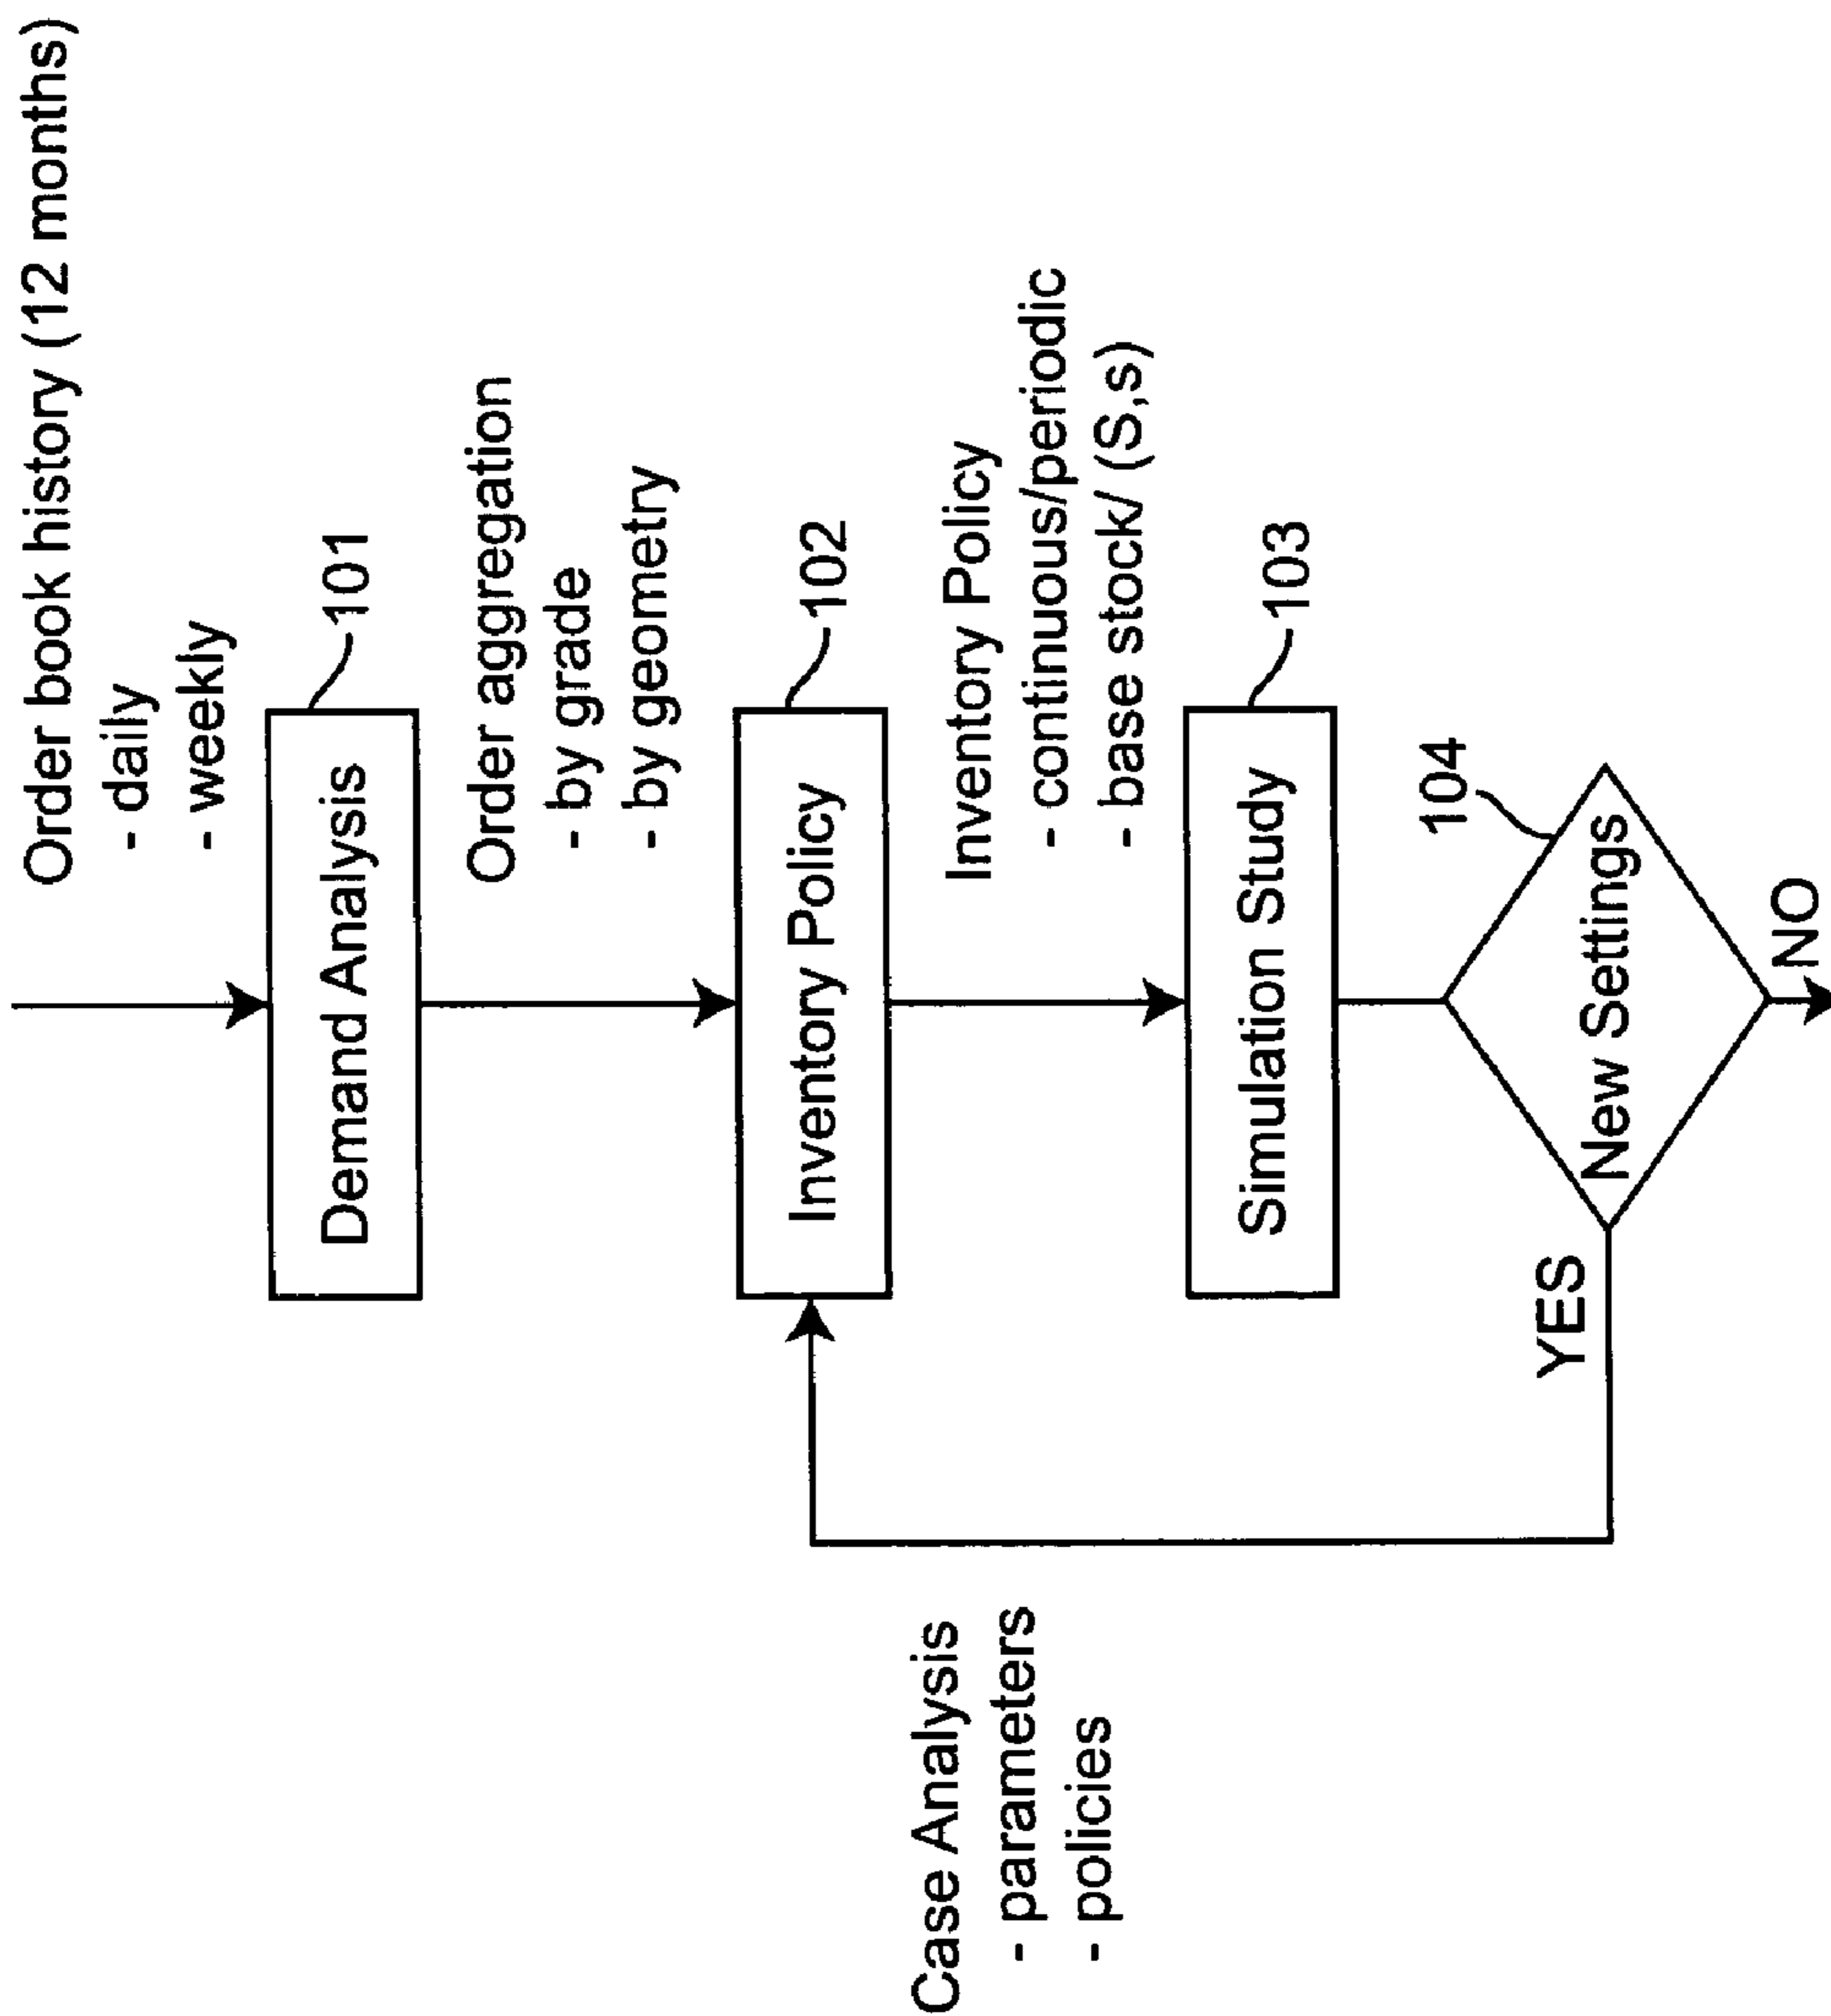 Order book history (12 months)
- daily
- weekly
101
Demand Analysis
Order aggregation
- by grade
- by geometry
102
Inventory Policy
Inventory Policy
- continuous/periodic
- base stock/ (S,s)
103
Simulation Study
104
New Settings
YES
NO
Case Analysis
- parameters
- policies